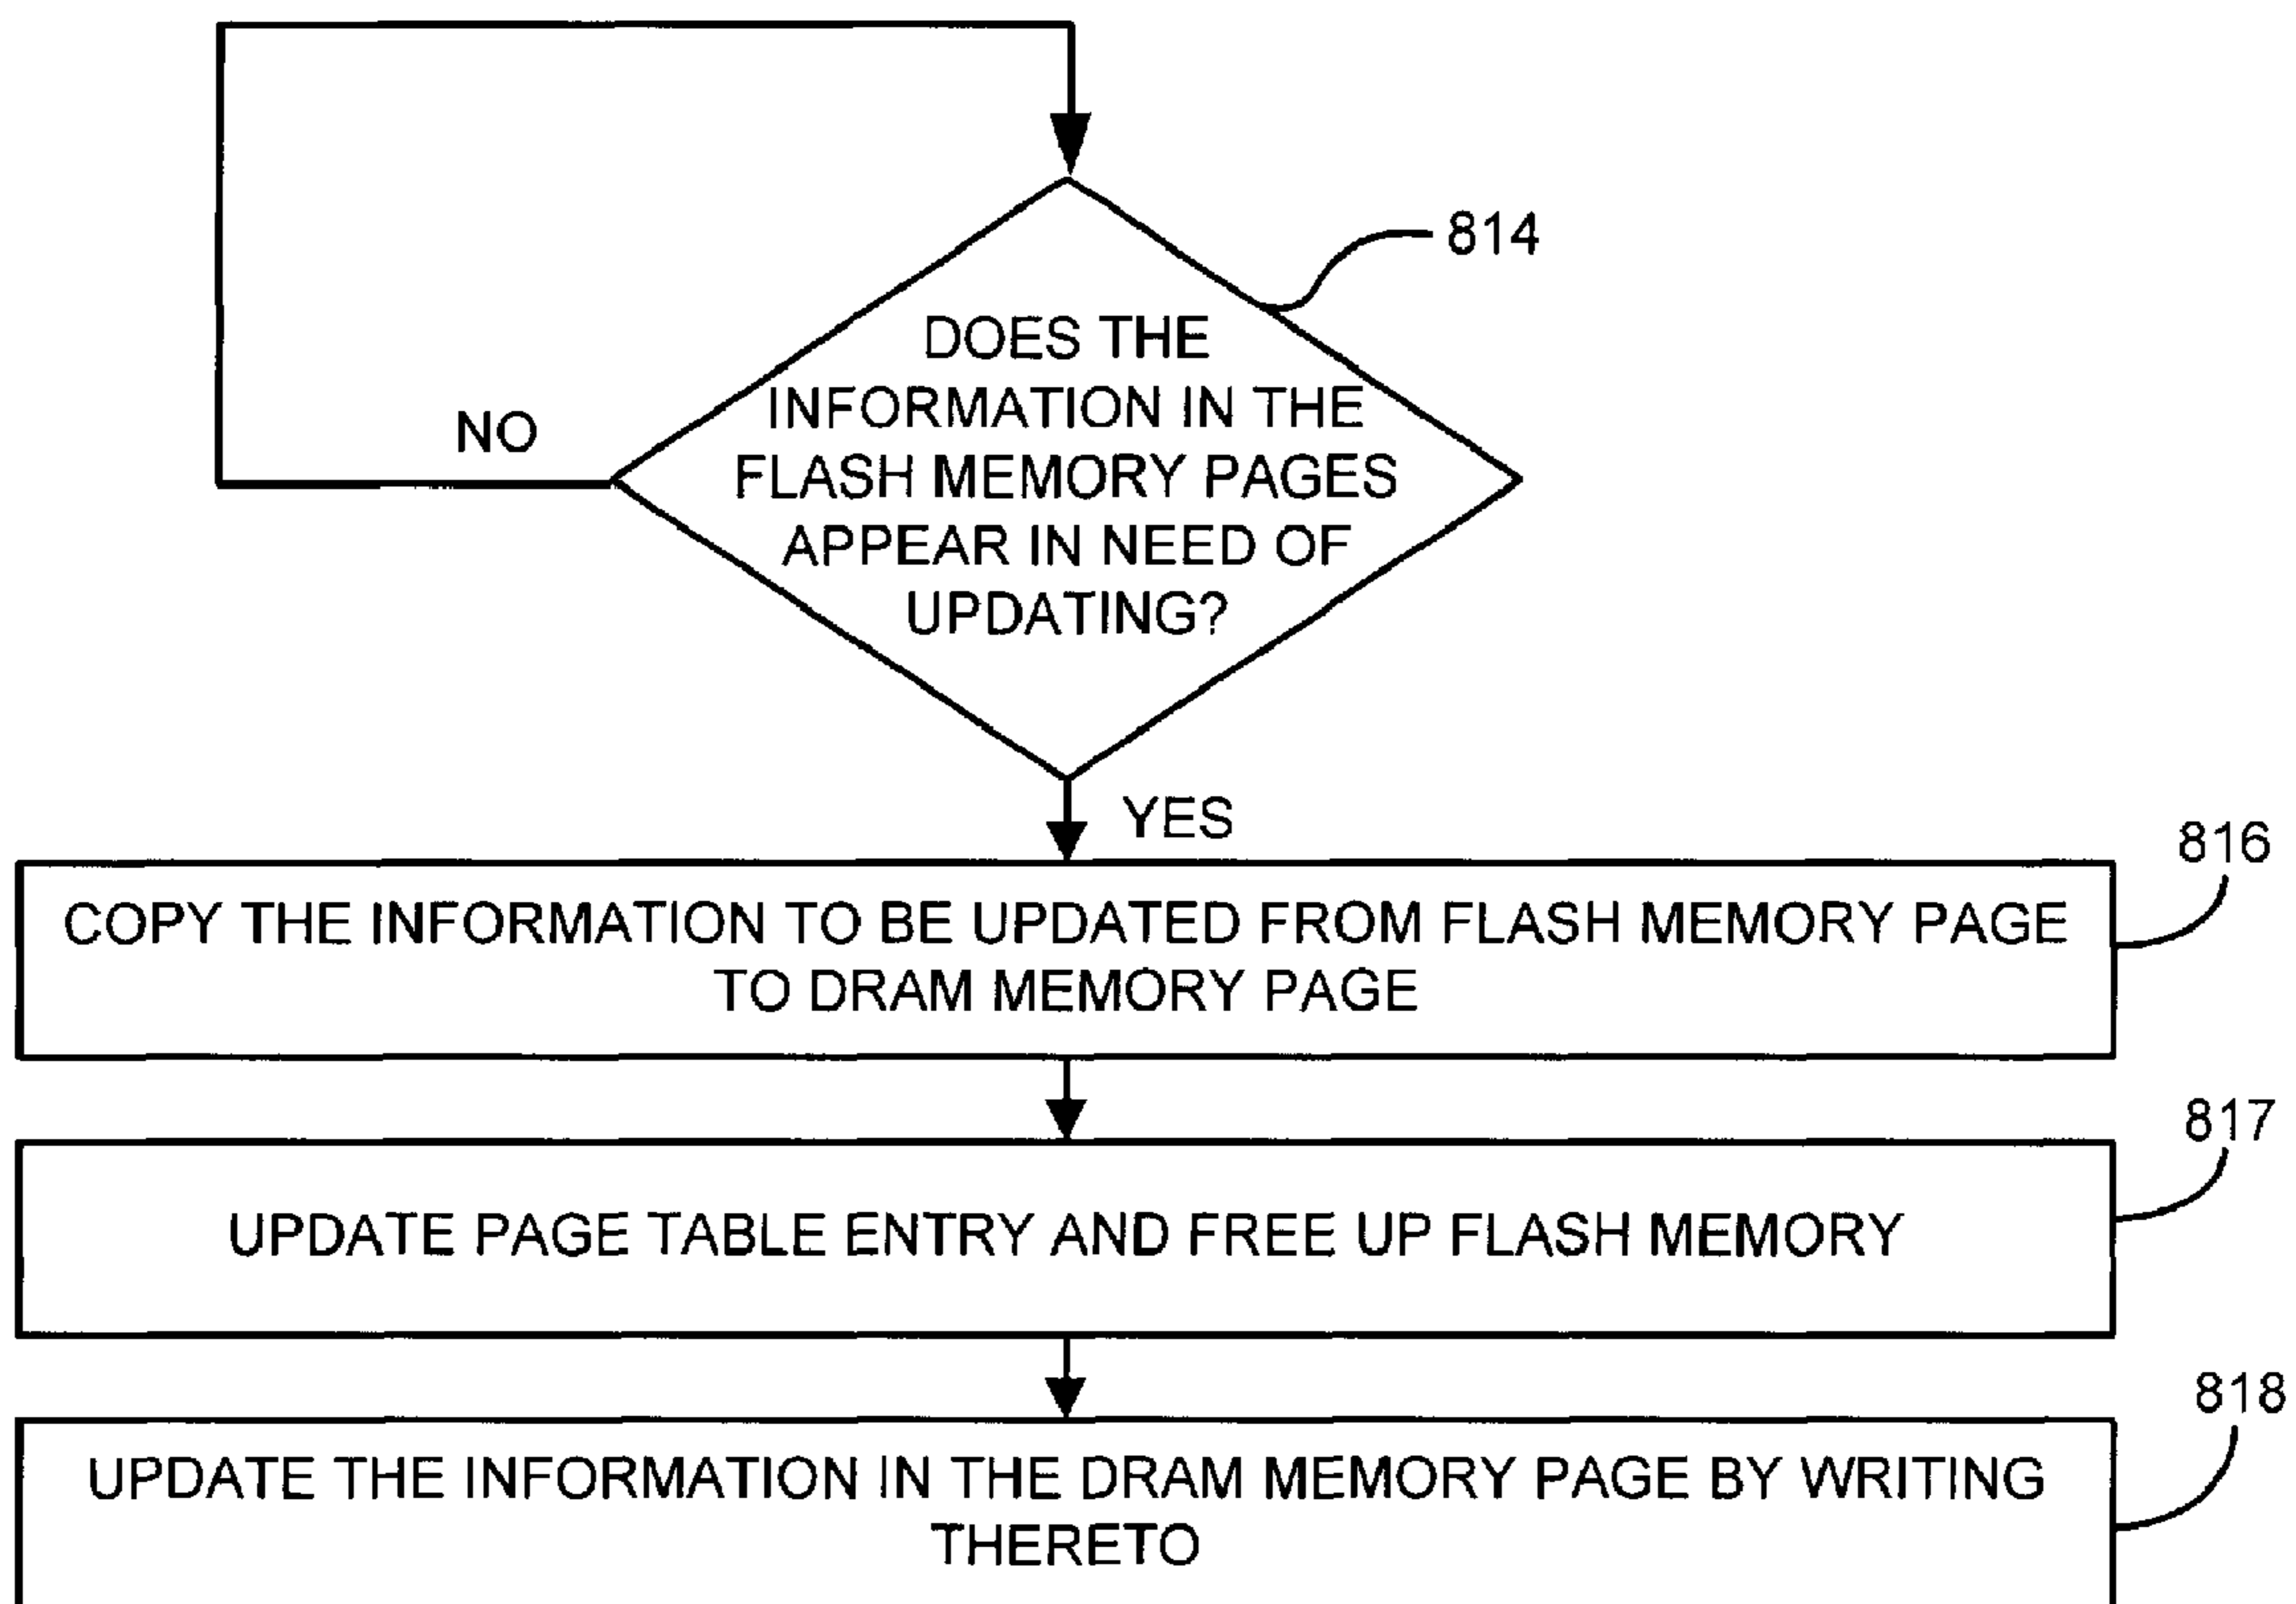 814
DOES THE
INFORMATION IN THE
FLASH MEMORY PAGES
APPEAR IN NEED OF
UPDATING?
NO
YES
816
COPY THE INFORMATION TO BE UPDATED FROM FLASH MEMORY PAGE
TO DRAM MEMORY PAGE
817
UPDATE PAGE TABLE ENTRY AND FREE UP FLASH MEMORY
818
UPDATE THE INFORMATION IN THE DRAM MEMORY PAGE BY WRITING
THERETO